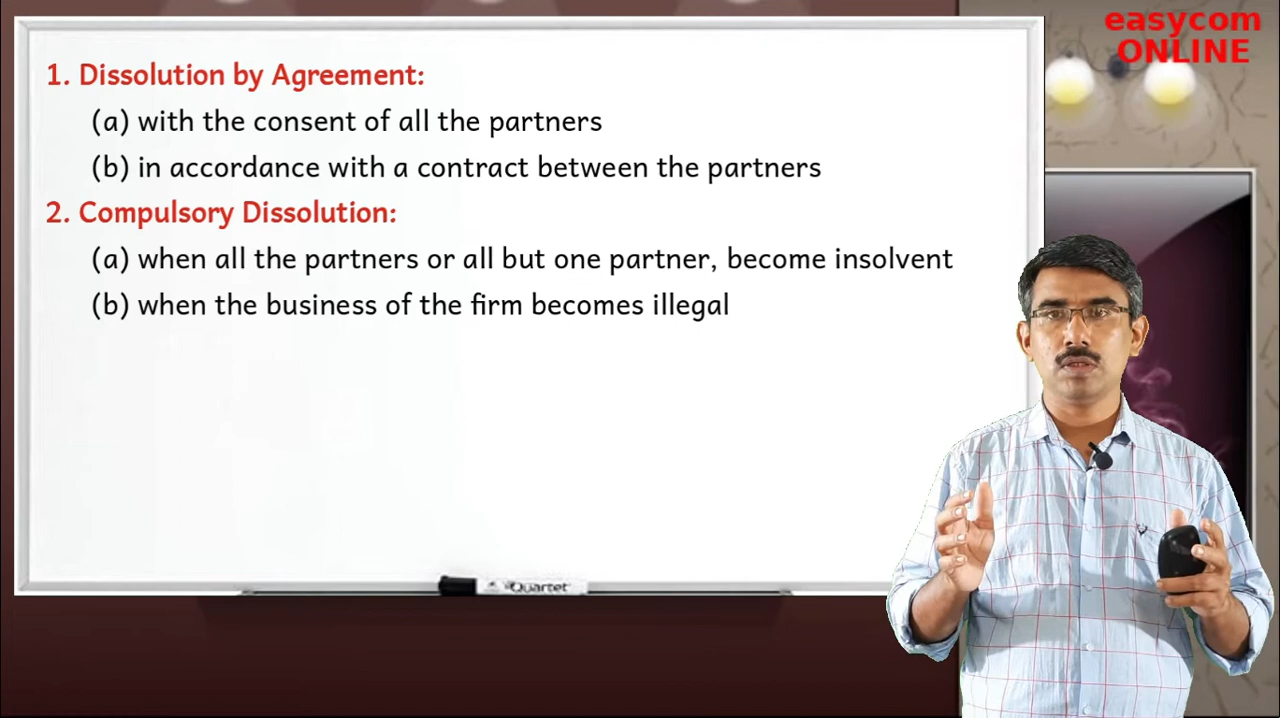 easycom
ONLINE
1. Dissolution by Agreement:
(a) with the consent of all the partners
(b) in accordance with a contract between the partners
2. Compulsory Dissolution:
(a) when all the partners or all but one partner, become insolvent
(b) when the business of the firm becomes illegal
Quartet